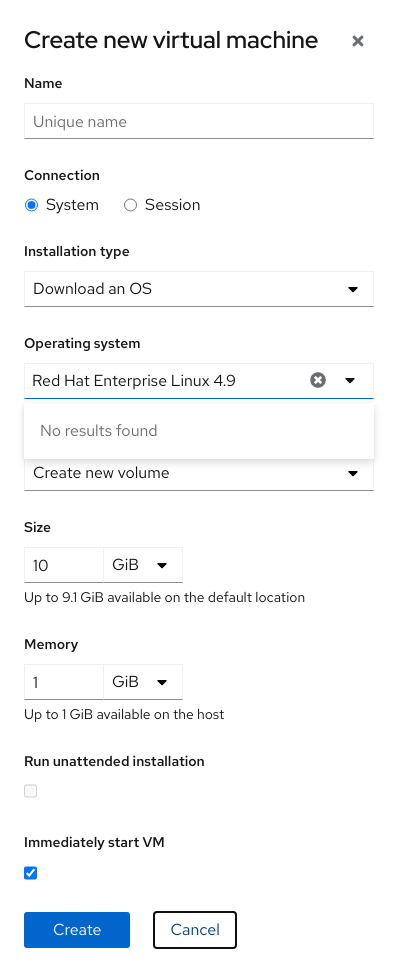 Create new virtual machine
Name
Unique name
Connection
System Session
Installation type
Download an OS
Operating system
Red Hat Enterprise Linux 4.9
No results found
Create new volume
Size
10 GiB
Up to 9.1 GiB available on the default location
Memory
1 GiB
Up to 1 GiB available on the host
Run unattended installation
Immediately start VM
Create Cancel